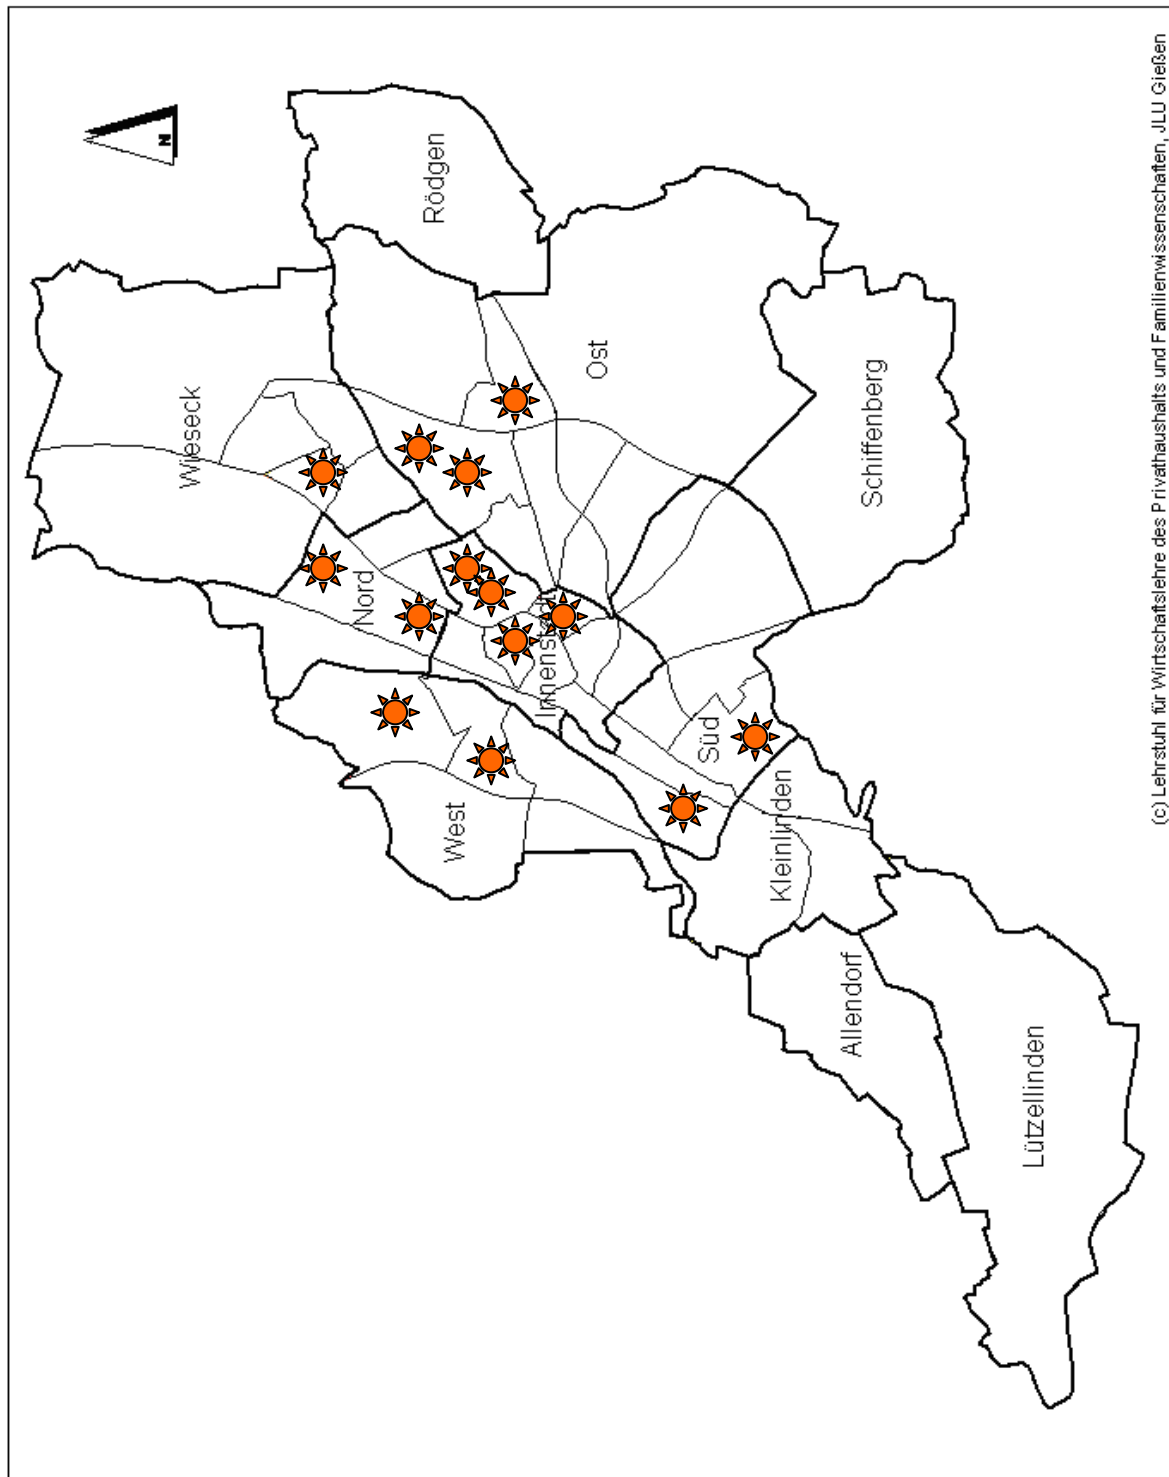 N
Rödgen
Wieseck
Ost
Schiffenberg
Nord
Innenstadt
West
Süd
Kleinlinden
Allendorf
Lützellinden
(c) Lehrstuhl für Wirtschaftslehre des Privathaushalts und Familienwissenschaften, JLU Gießen